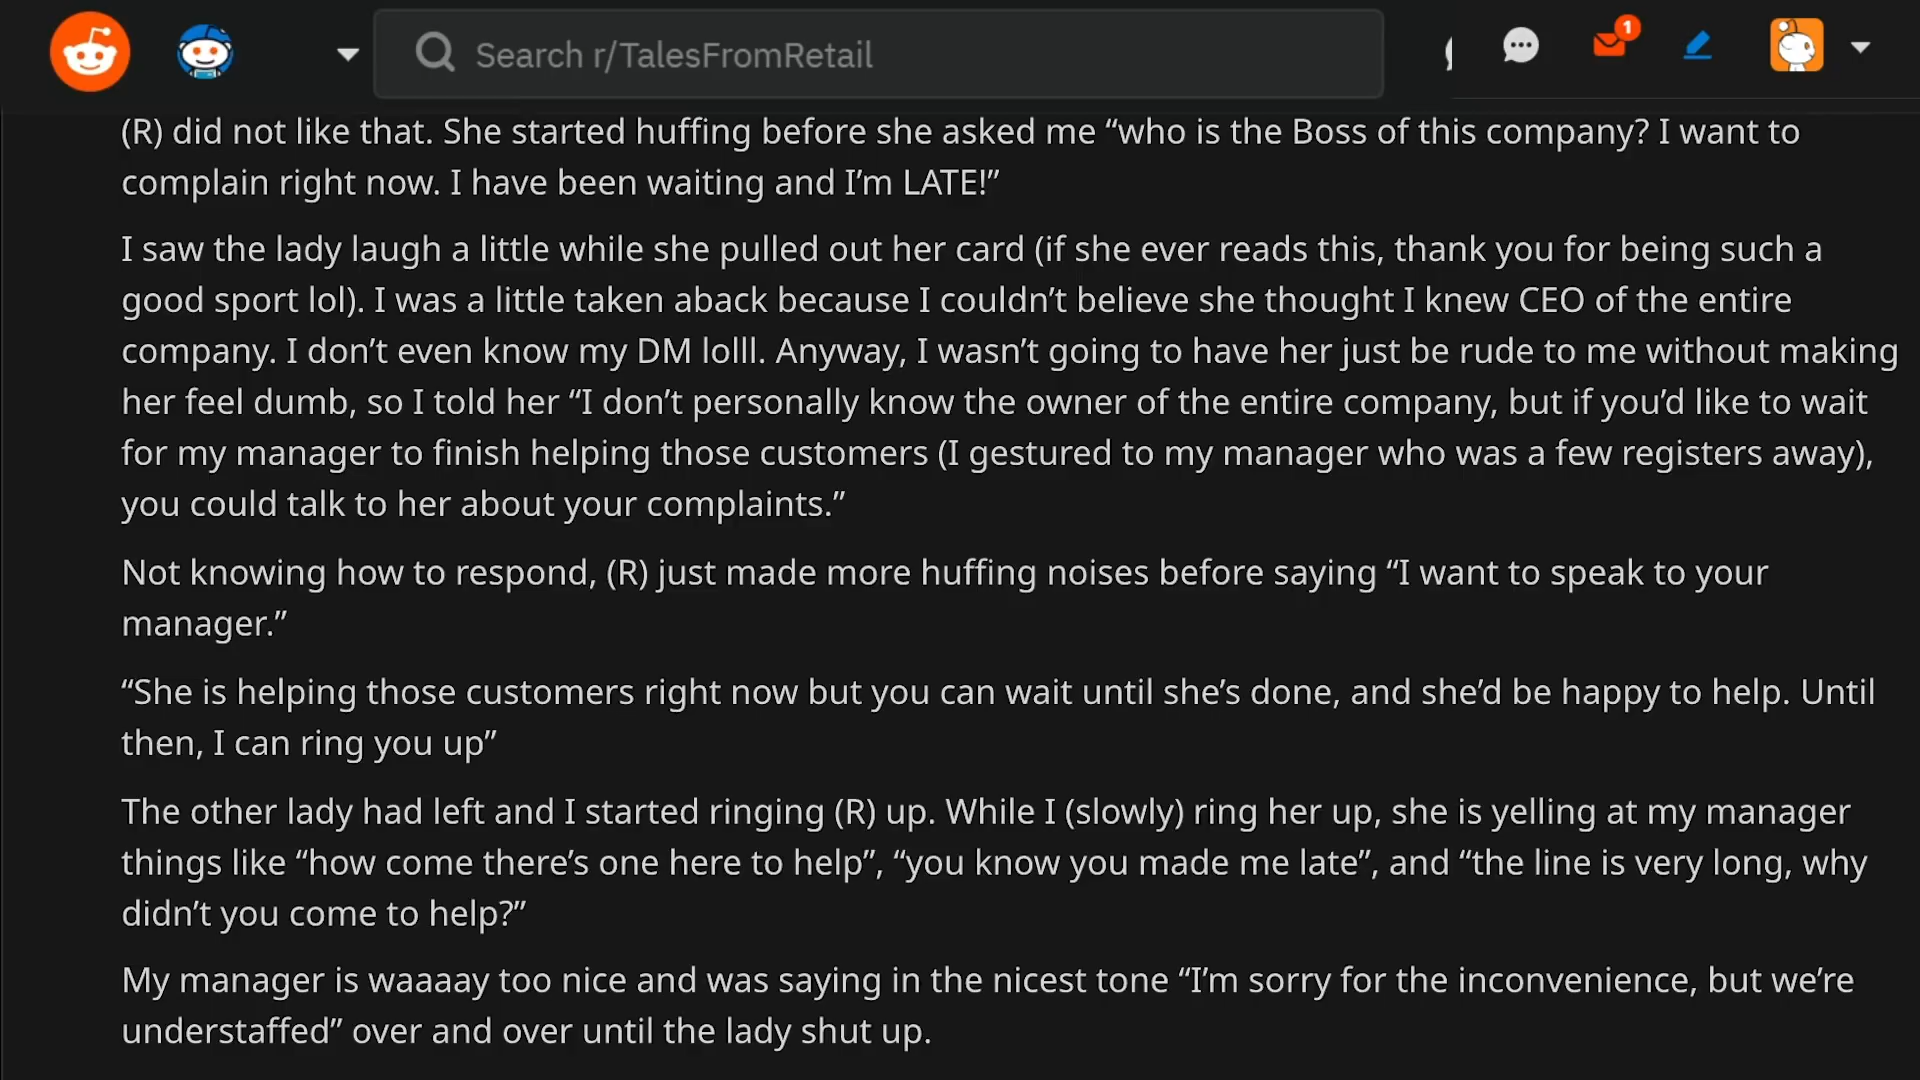 Search r/TalesFromRetail
1
(R) did not like that. She started huffing before she asked me “who is the Boss of this company? I want to
complain right now. I have been waiting and I’m LATE!”
I saw the lady laugh a little while she pulled out her card (if she ever reads this, thank you for being such a
good sport lol). I was a little taken aback because I couldn’t believe she thought I knew CEO of the entire
company. I don’t even know my DM lolll. Anyway, I wasn’t going to have her just be rude to me without making
her feel dumb, so I told her “I don’t personally know the owner of the entire company, but if you’d like to wait
for my manager to finish helping those customers (I gestured to my manager who was a few registers away),
you could talk to her about your complaints.”
Not knowing how to respond, (R) just made more huffing noises before saying “I want to speak to your
manager.”
“She is helping those customers right now but you can wait until she’s done, and she’d be happy to help. Until
then, I can ring you up”
The other lady had left and I started ringing (R) up. While I (slowly) ring her up, she is yelling at my manager
things like “how come there’s one here to help”, “you know you made me late”, and “the line is very long, why
didn’t you come to help?”
My manager is waaaay too nice and was saying in the nicest tone “I’m sorry for the inconvenience, but we’re
understaffed” over and over until the lady shut up.